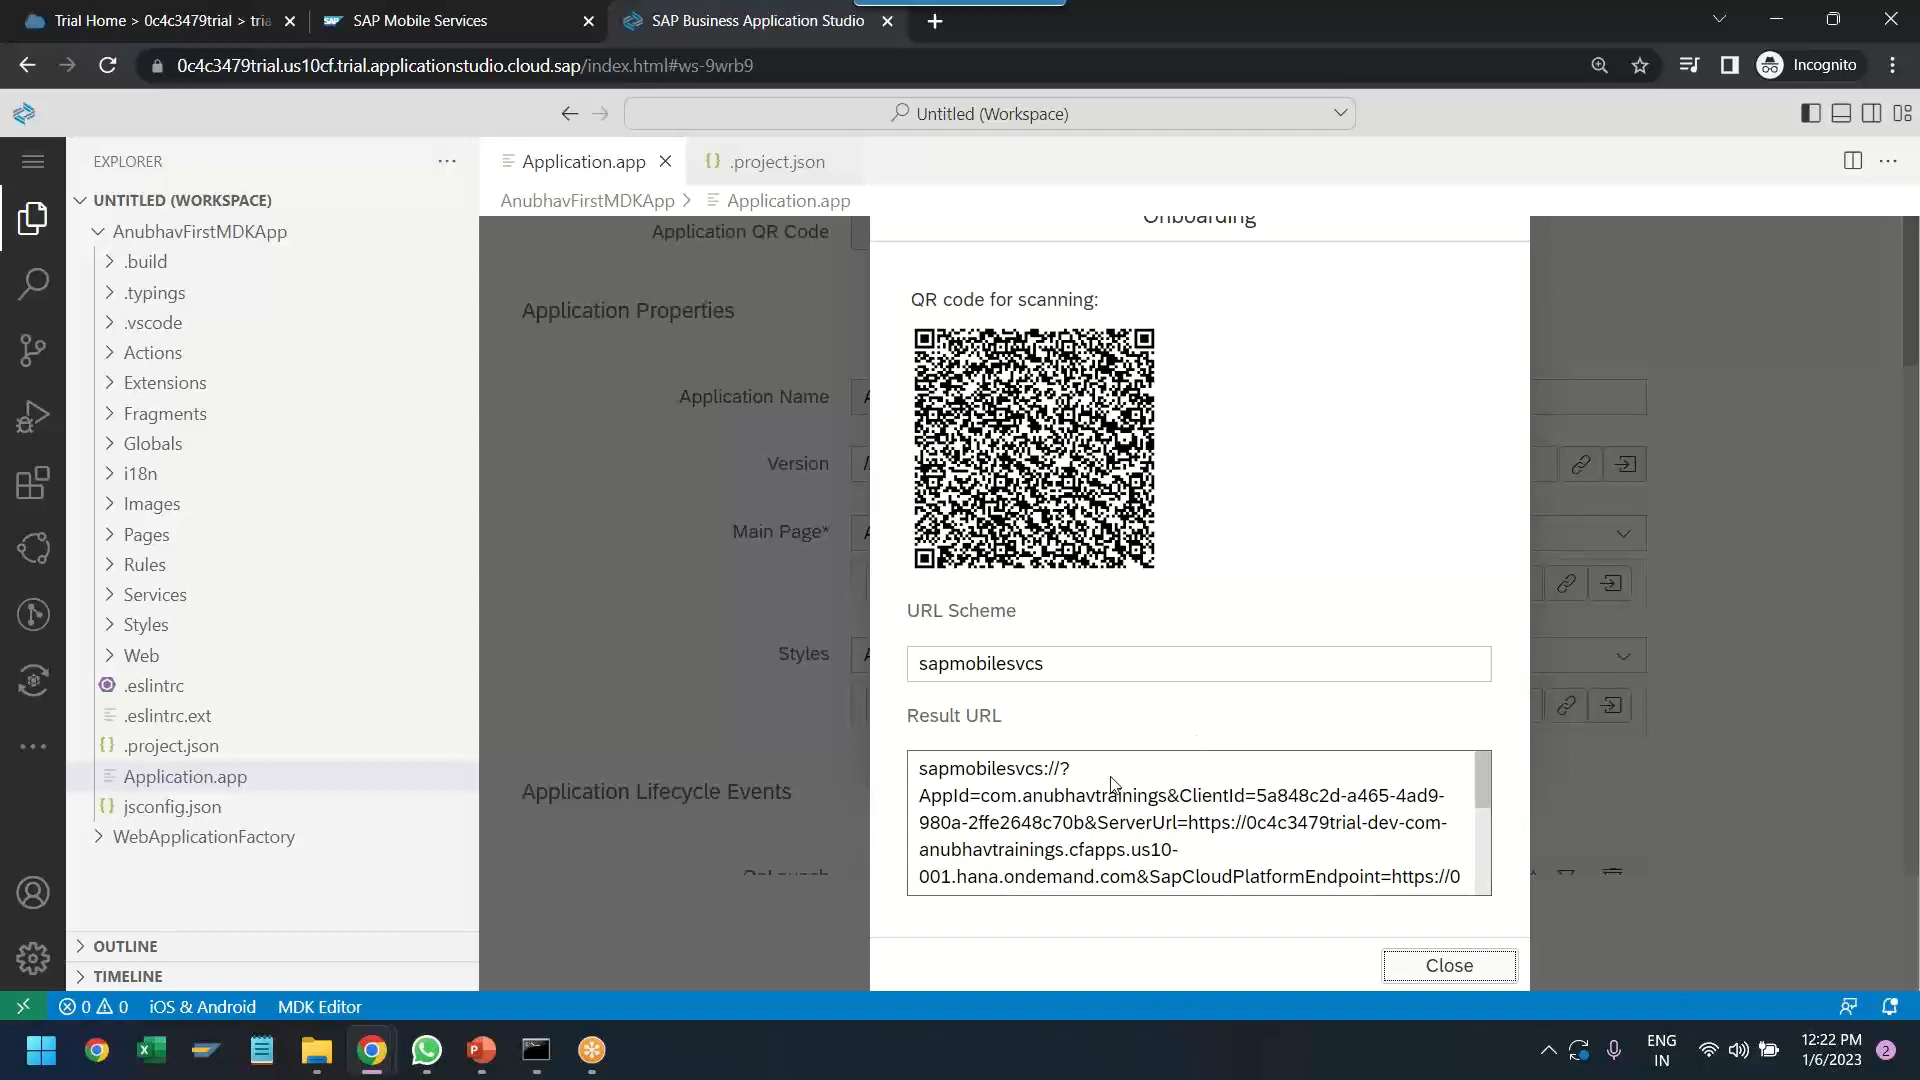 Trial Home > 0c4c3479trial > tria
SAP Mobile Services
SAP Business Application Studio
0c4c3479trial.us10cf.trial.applicationstudio.cloud.sap/index.html#ws-9wrb9
Incognito
Untitled (Workspace)
EXPLORER
UNTITLED (WORKSPACE)
AnubhavFirstMDKApp
.build
.typings
.vscode
Actions
Extensions
Fragments
Globals
i18n
Images
Pages
Rules
Services
Styles
Web
.eslintrc
.eslintrc.ext
.project.json
Application.app
jsconfig.json
WebApplicationFactory
OUTLINE
TIMELINE
Application.app
.project.json
AnubhavFirstMDKApp > Application.app
Application QR Code
Application Properties
Application Name
Version
Main Page*
Styles
Application Lifecycle Events
OnLaunch
Onboarding
QR code for scanning:
URL Scheme
sapmobilesvcs
Result URL
sapmobilesvcs://?
AppId=com.anubhavtrainings&ClientId=5a848c2d-a465-4ad9-
980a-2ffe2648c70b&ServerUrl=https://0c4c3479trial-dev-com-
anubhavtrainings.cfapps.us10-
001.hana.ondemand.com&SapCloudPlatformEndpoint=https://0
Close
0 0 iOS & Android MDK Editor
ENG
IN
12:22 PM
1/6/2023
2